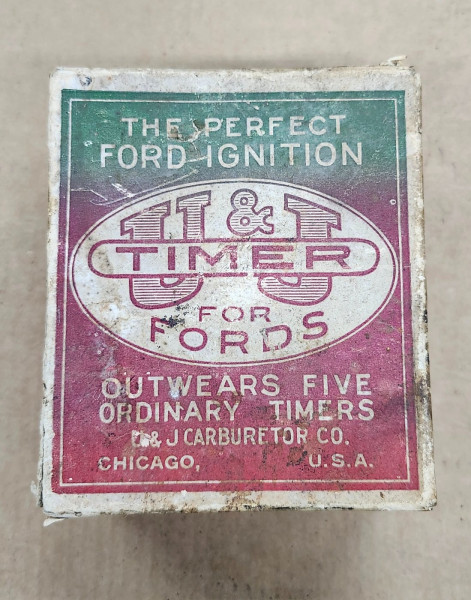 THE PERFECT
FORD IGNITION
U & J
TIMER
FOR
FORDS
OUTWEARS FIVE
ORDINARY TIMERS
U & J CARBURETOR CO.
CHICAGO, U.S.A.